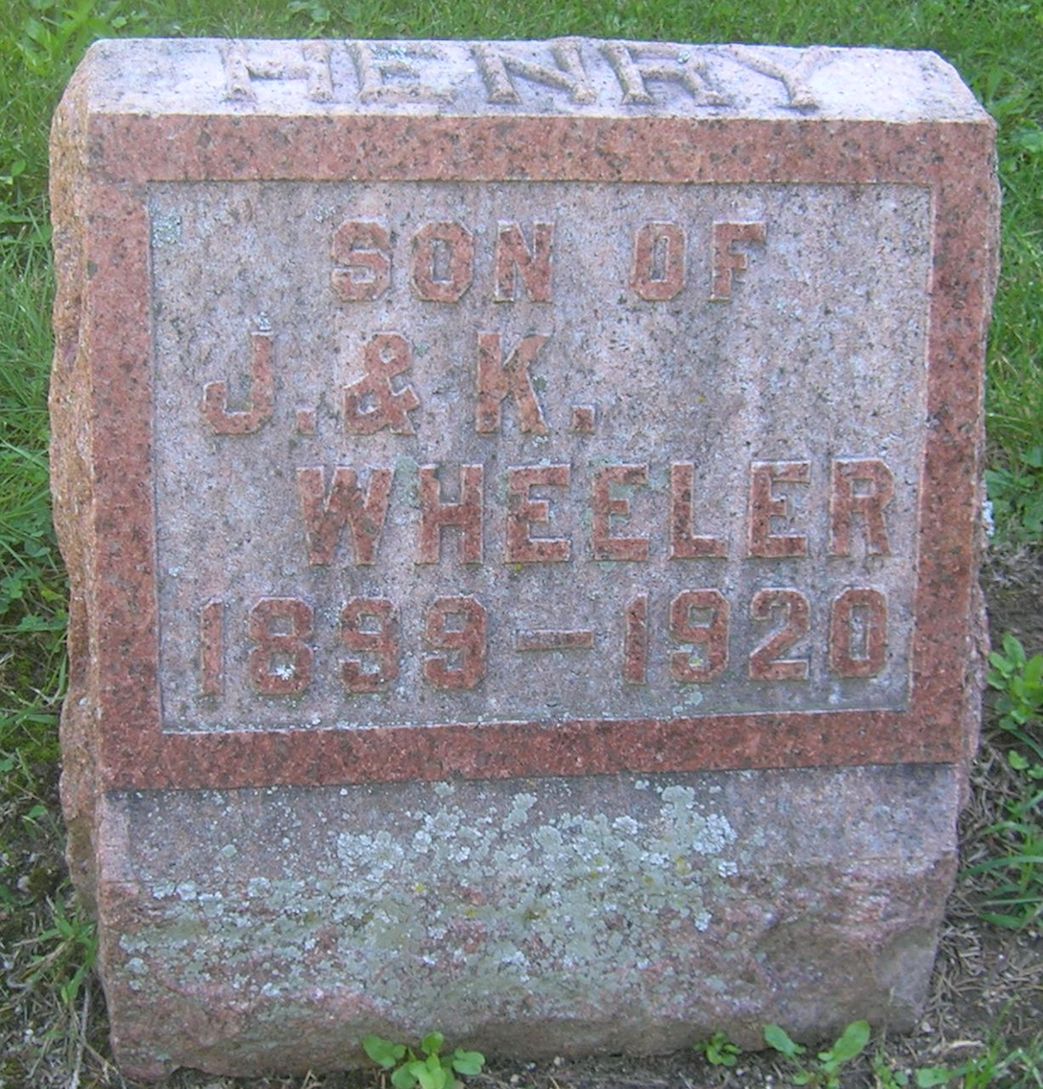 HENRY
SON OF
J. & K.
WHEELER
1899-1920